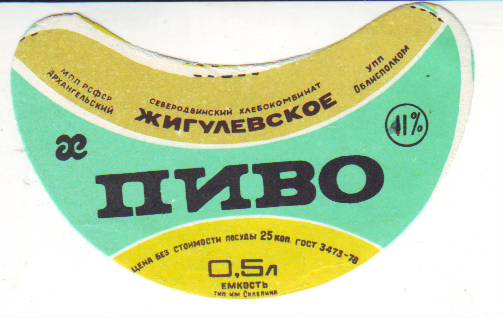 МПП РСФСР
АРХАНГЕЛЬСКИЙ
СЕВЕРОДВИНСКИЙ ХЛЕБОКОМБИНАТ
УПП
ОБЛИСПОЛКОМ
ЖИГУЛЕВСКОЕ
11%
ПИВО
ЦЕНА БЕЗ СТОИМОСТИ ПОСУДЫ 25 КОП. ГОСТ 3473-78
0,5Л
ЕМКОСТЬ
ТИП. ИМ. СКЛЕПИНА